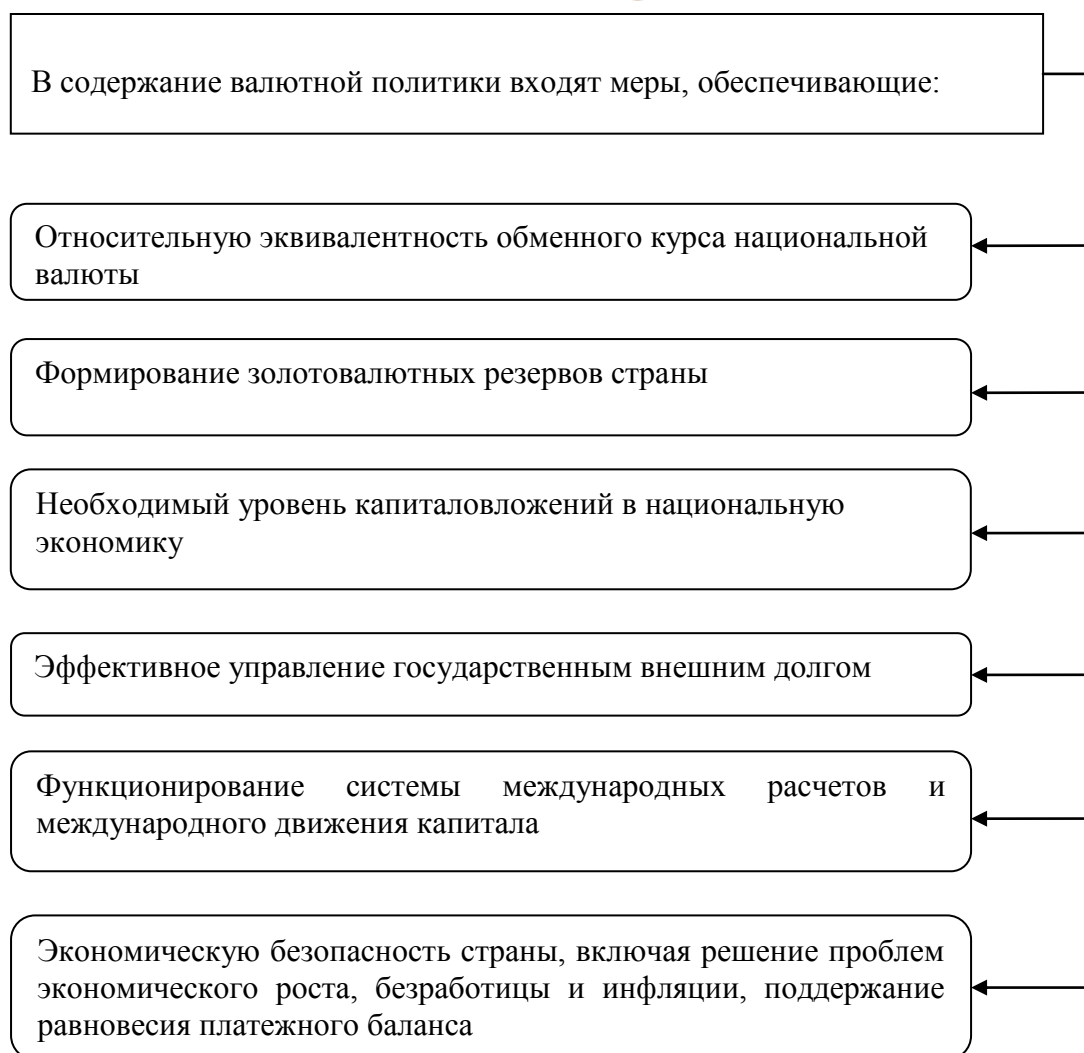 В содержание валютной политики входят меры, обеспечивающие:
Относительную эквивалентность обменного курса национальной
валюты
Формирование золотовалютных резервов страны
Необходимый уровень капиталовложений в национальную
экономику
Эффективное управление государственным внешним долгом
Функционирование системы международных расчетов и
международного движения капитала
Экономическую безопасность страны, включая решение проблем
экономического роста, безработицы и инфляции, поддержание
равновесия платежного баланса